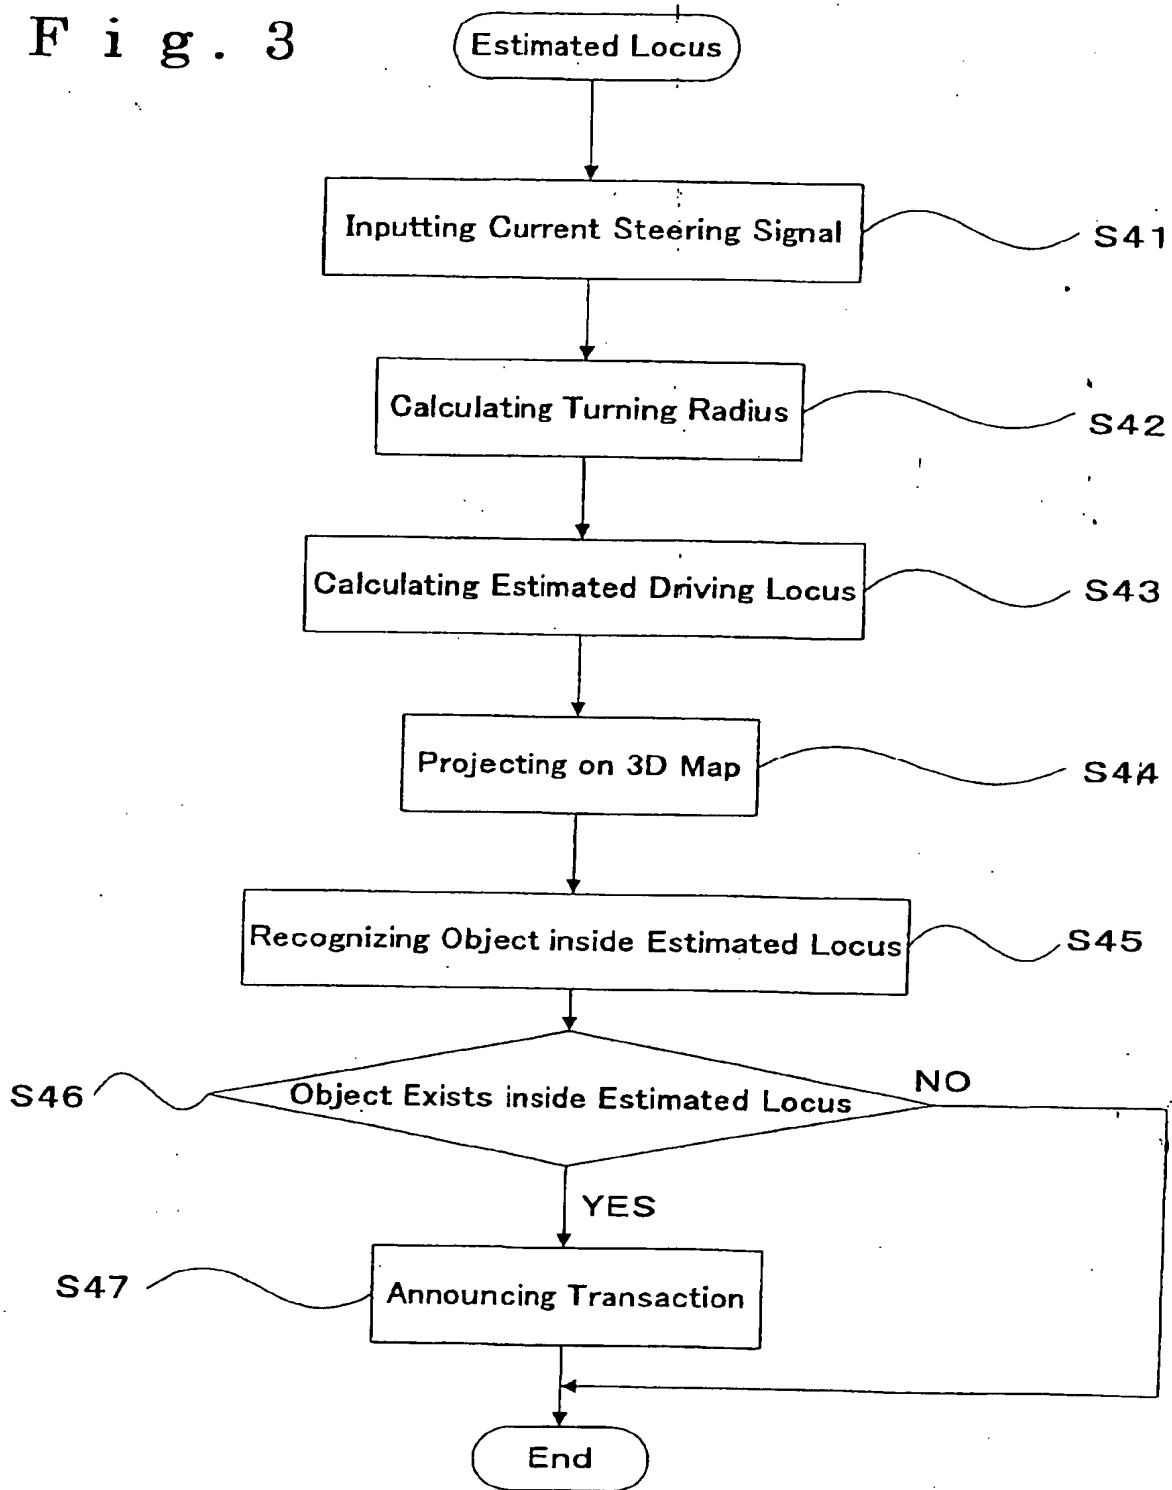 Fig. 3
Estimated Locus
Inputting Current Steering Signal
S41
Calculating Turning Radius
S42
Calculating Estimated Driving Locus
S43
Projecting on 3D Map
S44
Recognizing Object inside Estimated Locus
S45
S46
Object Exists inside Estimated Locus
NO
YES
S47
Announcing Transaction
End